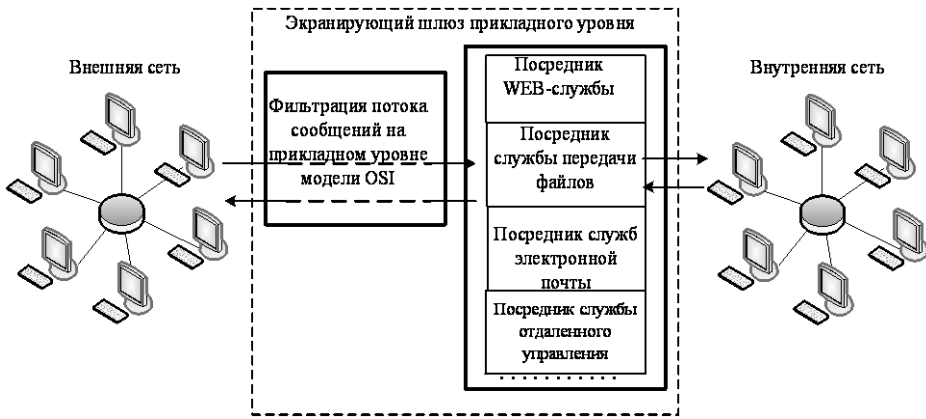 Экранирующий шлюз прикладного уровня
Внешняя сеть
Фильтрация потока
сообщений на
прикладном уровне
модели OSI
Посредник
WEB-службы
Посредник
службы передачи
файлов
Посредник служб
электронной
почты
Посредник службы
отдаленного
управления
..........
Внутренняя сеть